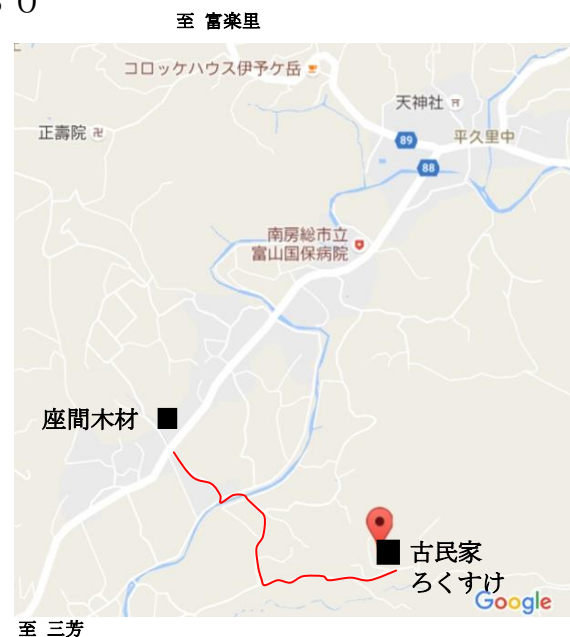 0
至 富楽里
コロッケハウス伊予ケ岳
天神社
正壽院
89
平久里中
88
南房総市立
富山国保病院
座間木材
古民家
ろくすけ
Google
至 三芳